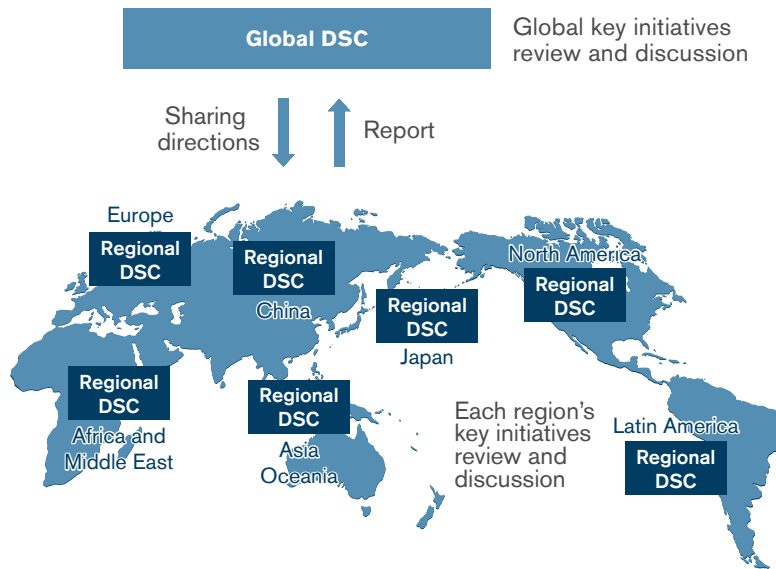 Global DSC
Global key initiatives
review and discussion
Sharing
directions
Report
Europe
Regional
DSC
Regional
DSC
China
Regional
DSC
Japan
North America
Regional
DSC
Regional
DSC
Africa and
Middle East
Regional
DSC
Asia
Oceania
Each region's
key initiatives
review and
discussion
Latin America
Regional
DSC